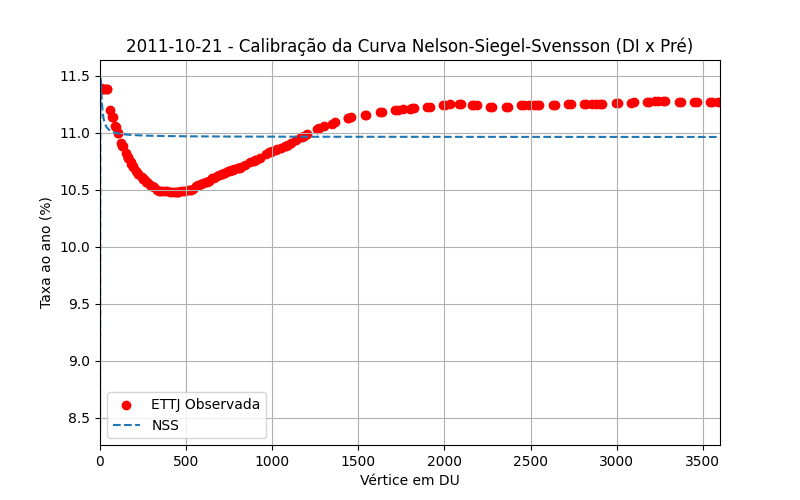 2011-10-21 - Calibração da Curva Nelson-Siegel-Svensson (DI x Pré)
11.5
11.0
10.5
10.0
9.5
9.0
8.5
Taxa ao ano (%)
ETTJ Observada
NSS
0 500 1000 1500 2000 2500 3000 3500
Vértice em DU